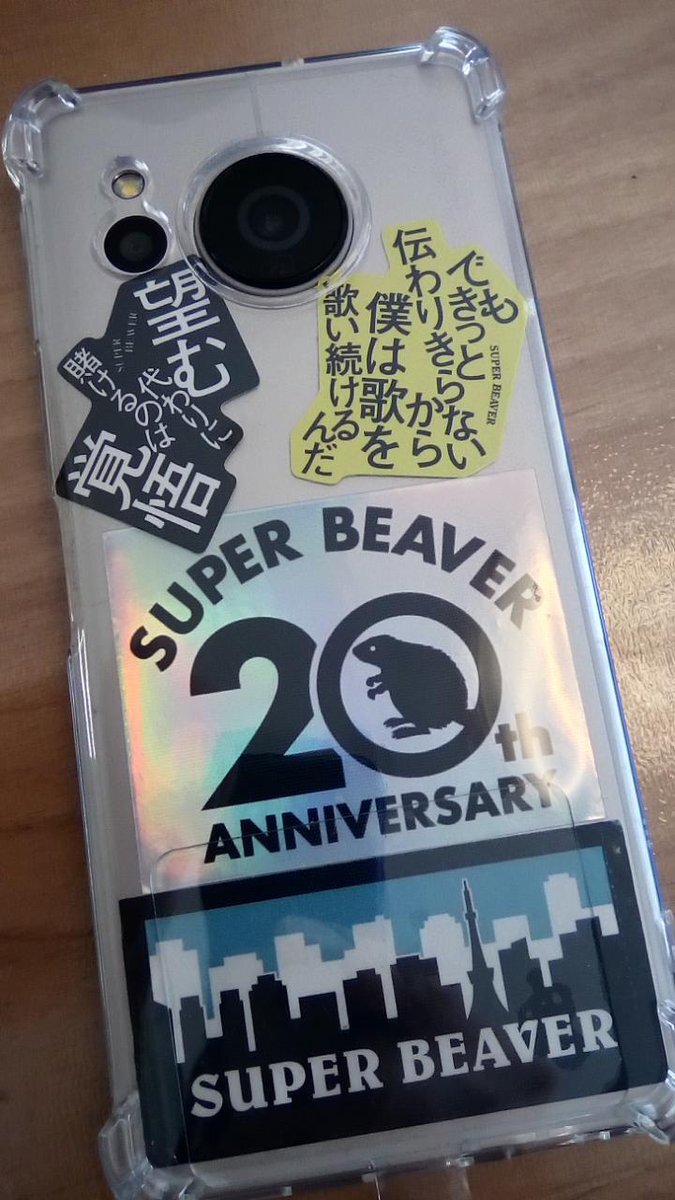 望む
SUPER BEAVER
代わりに
賭ける
のは
覚悟
でも
きっと
伝わりきらない
から
僕は歌を
歌い続けるんだ
SUPER BEAVER
SUPER BEAVER
20th
ANNIVERSARY
SUPER BEAVER